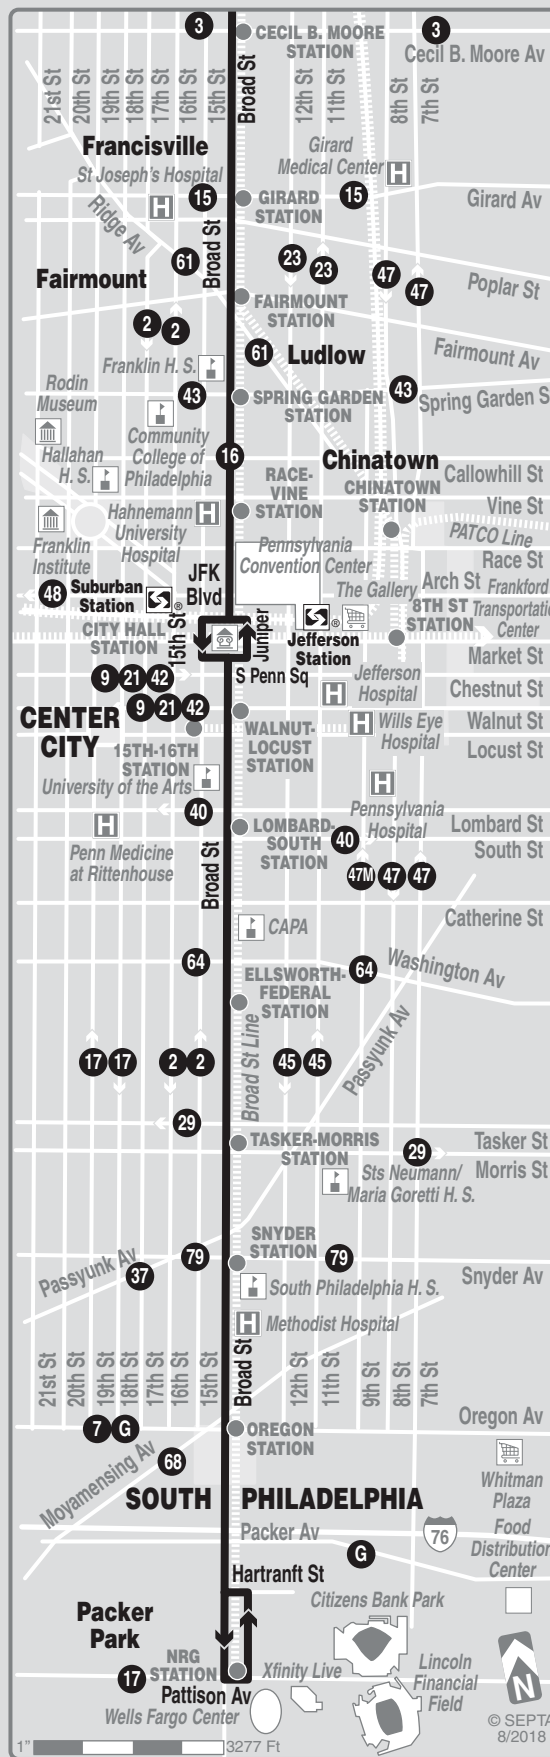 3
3
CECIL B. MOORE
STATION
Cecil B. Moore Av
21st St
20th St
19th St
18th St
17th St
16th St
15th St
Broad St
12th St
11th St
8th St
7th St
Francisville
St Joseph's Hospital
H
Girard
Medical Center
H
15
GIRARD
STATION
15
Girard Av
Ridge Av
Broad St
61
23
23
47
47
Poplar St
Fairmount
FAIRMOUNT
STATION
2
2
61
Ludlow
Fairmount Av
Franklin H. S.
Rodin
Museum
43
SPRING GARDEN
STATION
43
Spring Garden S
Community
College of
Philadelphia
Hallahan
H. S.
16
Chinatown
Callowhill St
RACE-
VINE
STATION
CHINATOWN
STATION
Vine St
Hahnemann
University
Hospital
H
PATCO Line
Franklin
Institute
Pennsylvania
Convention Center
Race St
48
Suburban
Station
S
®
JFK
Blvd
The Gallery
Arch St
Frankford
Transportatio
Center
S
®
8TH ST
STATION
CITY HALL
STATION
15th St
Juniper
Jefferson
Station
Market St
S Penn Sq
9
21
42
Jefferson
Hospital
H
Chestnut St
9
21
42
CENTER
CITY
WALNUT-
LOCUST
STATION
H
Wills Eye
Hospital
Walnut St
Locust St
15TH-16TH
STATION
University of the Arts
H
Pennsylvania
Hospital
40
H
Penn Medicine
at Rittenhouse
LOMBARD-
SOUTH
STATION
40
Lombard St
South St
Broad St
47M
47
47
Catherine St
CAPA
64
64
Washington Av
ELLSWORTH-
FEDERAL
STATION
Broad St Line
Passyunk Av
17
17
2
2
45
45
29
TASKER-MORRIS
STATION
29
Tasker St
Morris St
Sts Neumann/
Maria Goretti H. S.
SNYDER
STATION
Passyunk Av
79
37
79
Snyder Av
South Philadelphia H. S.
H
Methodist Hospital
21st St
20th St
19th St
18th St
17th St
16th St
15th St
Broad St
12th St
11th St
9th St
8th St
7th St
Oregon Av
7
G
OREGON
STATION
Moyamensing Av
68
Whitman
Plaza
SOUTH PHILADELPHIA
Packer Av
76
Food
Distribution
Center
G
Hartranft St
Citizens Bank Park
Packer
Park
17
NRG
STATION
Xfinity Live
Lincoln
Financial
Field
Pattison Av
Wells Fargo Center
N
© SEPTA
8/2018
1"
3277 Ft